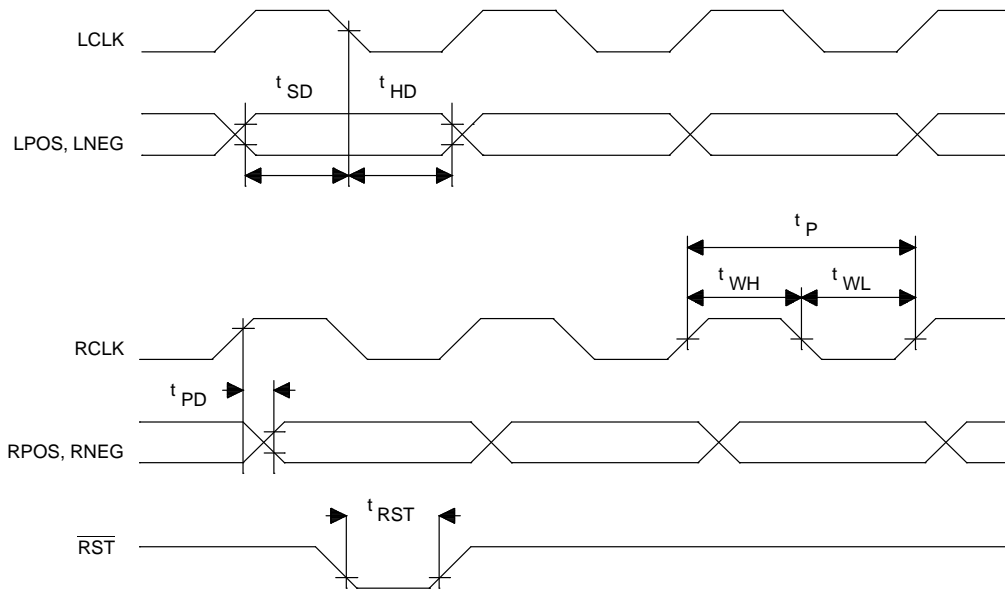 LCLK
t SD
t HD
LPOS, LNEG
t P
t WH
t WL
RCLK
t PD
RPOS, RNEG
t RST
RST